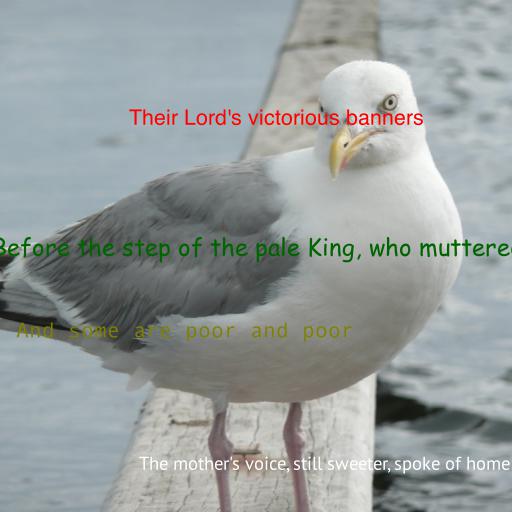 Their Lord's victorious banners
Before the step of the pale King, who muttered
And some are poor and poor
The mother's voice, still sweeter, spoke of home